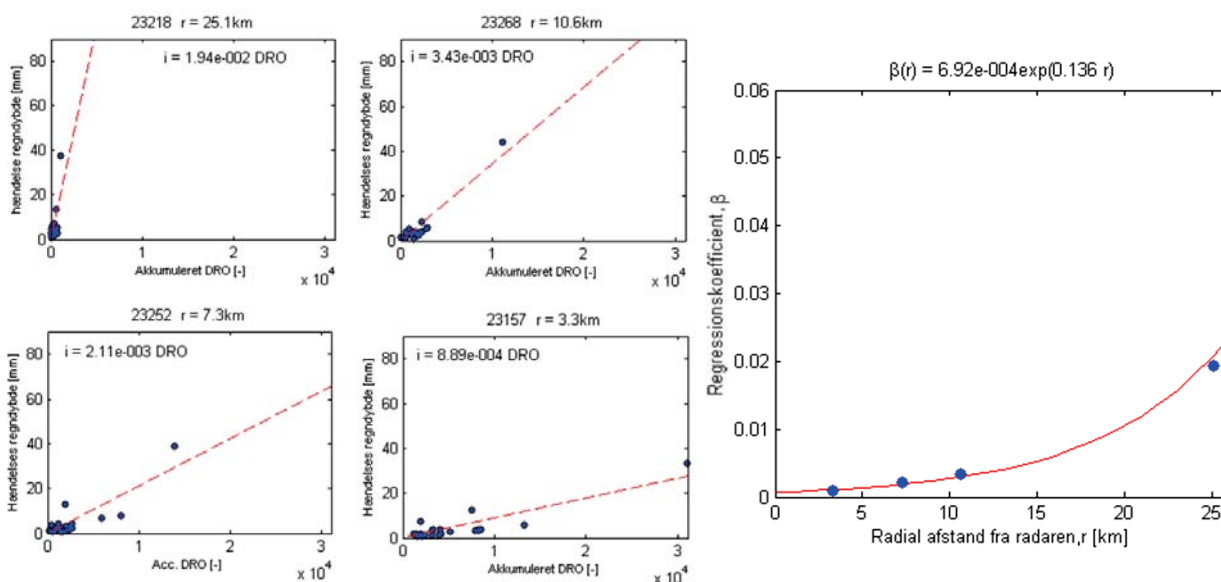 23218 r = 25.1km
i = 1.94e-002 DRO
hændelses regndybde [mm]
80
60
40
20
0
0
1
2
3
Akkumuleret DRO [-]
x 10^4
23268 r = 10.6km
i = 3.43e-003 DRO
Hændelses regndybde [mm]
80
60
40
20
0
0
1
2
3
Akkumuleret DRO [-]
x 10^4
23252 r = 7.3km
i = 2.11e-003 DRO
Hændelses regndybde [mm]
80
60
40
20
0
0
1
2
3
Acc. DRO [-]
x 10^4
23157 r = 3.3km
i = 8.89e-004 DRO
Hændelses regndybde [mm]
80
60
40
20
0
0
1
2
3
Akkumuleret DRO [-]
x 10^4
β(r) = 6.92e-004exp(0.136 r)
Regressionskoefficient, β
0.06
0.05
0.04
0.03
0.02
0.01
0
0
5
10
15
20
25
Radial afstand fra radaren,r [km]